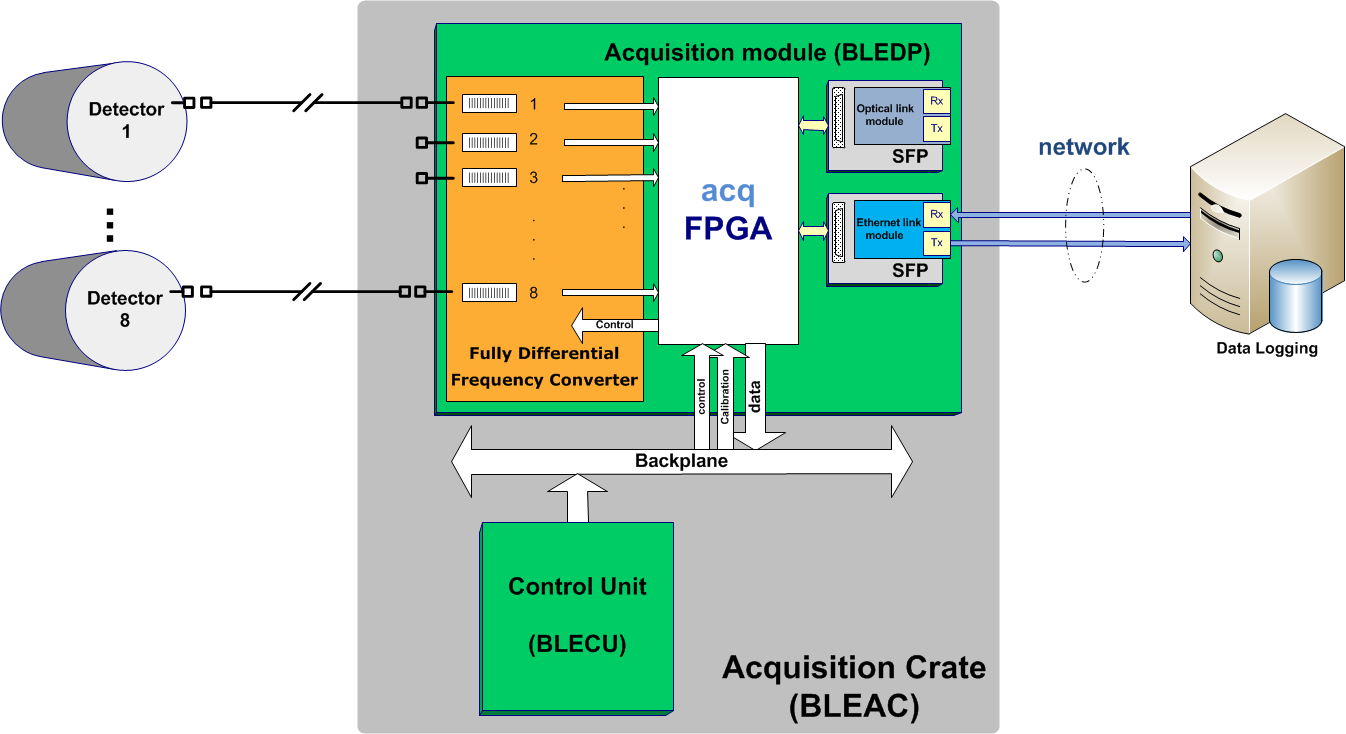 Acquisition module (BLEDP)
Detector
1
1
2
3
8
Detector
8
Control
Fully Differential
Frequency Converter
acq
FPGA
Optical link
module
Rx
Tx
SFP
Ethernet link
module
Rx
Tx
SFP
network
Data Logging
control
Calibration
data
Backplane
Control Unit
(BLECU)
Acquisition Crate
(BLEAC)